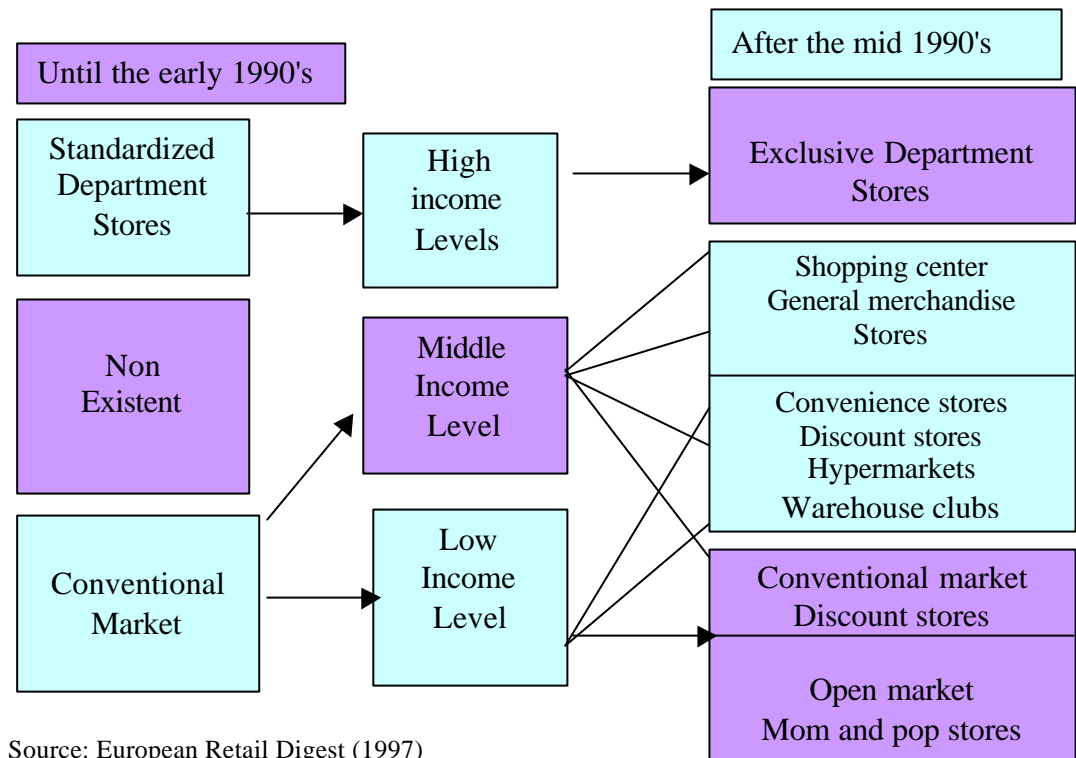 Until the early 1990's
After the mid 1990's
Standardized
Department
Stores
High
income
Levels
Exclusive Department
Stores
Non
Existent
Middle
Income
Level
Shopping center
General merchandise
Stores
Convenience stores
Discount stores
Hypermarkets
Warehouse clubs
Conventional
Market
Low
Income
Level
Conventional market
Discount stores
Open market
Mom and pop stores
Source: European Retail Digest (1997)